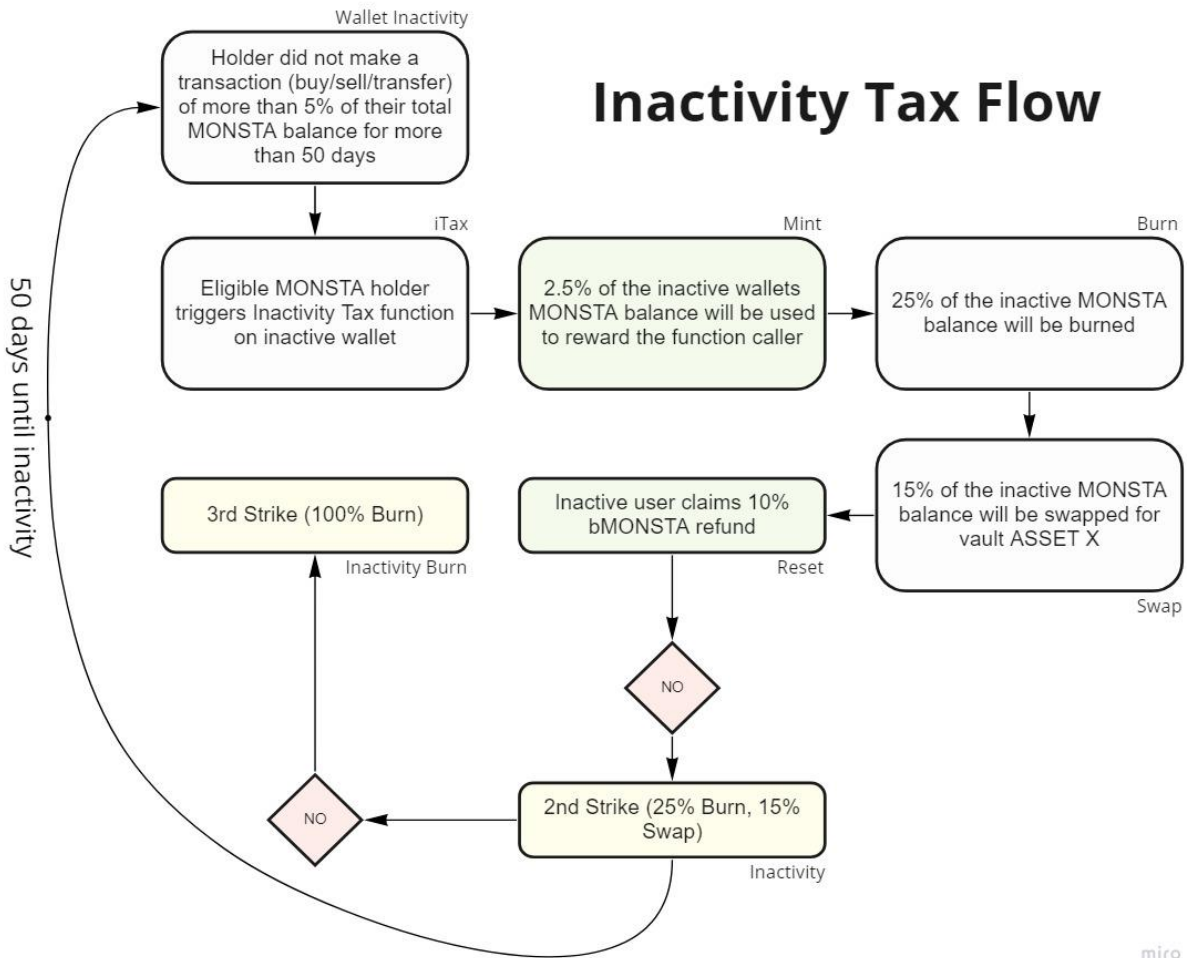 Wallet Inactivity
Holder did not make a
transaction (buy/sell/transfer)
of more than 5% of their total
MONSTA balance for more
than 50 days
Inactivity Tax Flow
iTax
Eligible MONSTA holder
triggers Inactivity Tax function
on inactive wallet
Mint
2.5% of the inactive wallets
MONSTA balance will be used
to reward the function caller
Burn
25% of the inactive MONSTA
balance will be burned
15% of the inactive MONSTA
balance will be swapped for
vault ASSET X
Swap
Inactive user claims 10%
bMONSTA refund
Reset
3rd Strike (100% Burn)
Inactivity Burn
NO
2nd Strike (25% Burn, 15%
Swap)
Inactivity
NO
50 days until inactivity
miro